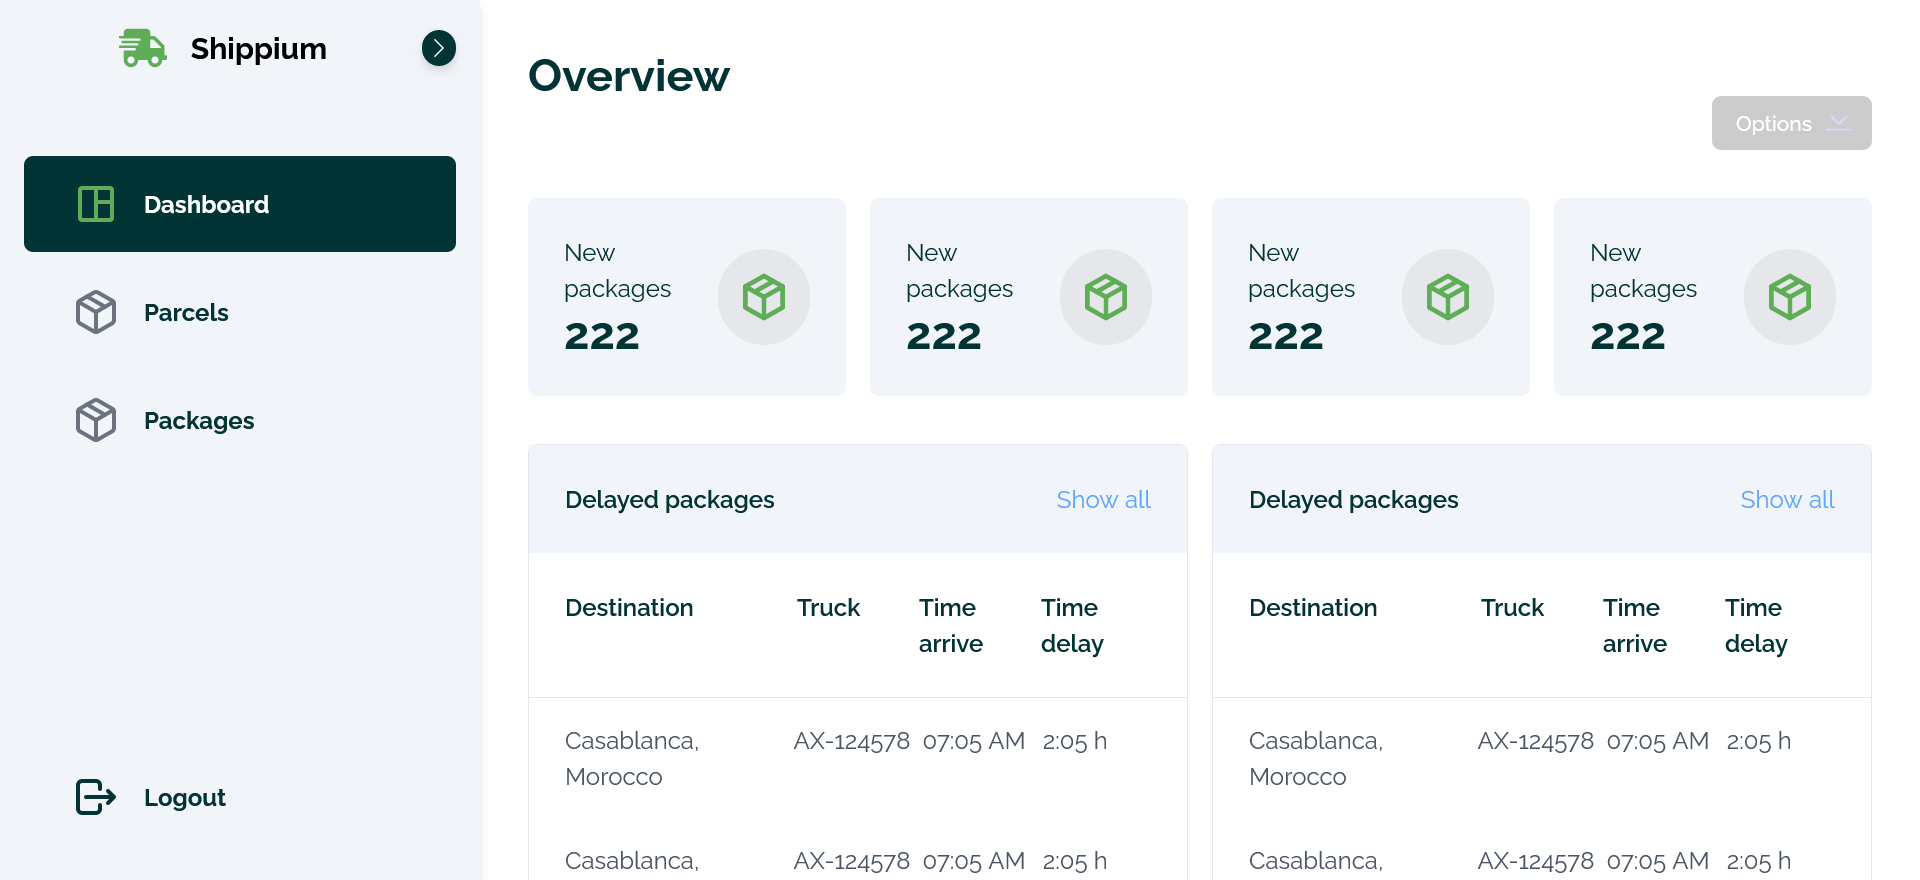 Shippium
Dashboard
Parcels
Packages
Logout
Overview
Options
New
packages
222
New
packages
222
New
packages
222
New
packages
222
Delayed packages Show all
Destination Truck Time arrive Time delay
Casablanca, Morocco AX-124578 07:05 AM 2:05 h
Casablanca, AX-124578 07:05 AM 2:05 h
Delayed packages Show all
Destination Truck Time arrive Time delay
Casablanca, Morocco AX-124578 07:05 AM 2:05 h
Casablanca, AX-124578 07:05 AM 2:05 h